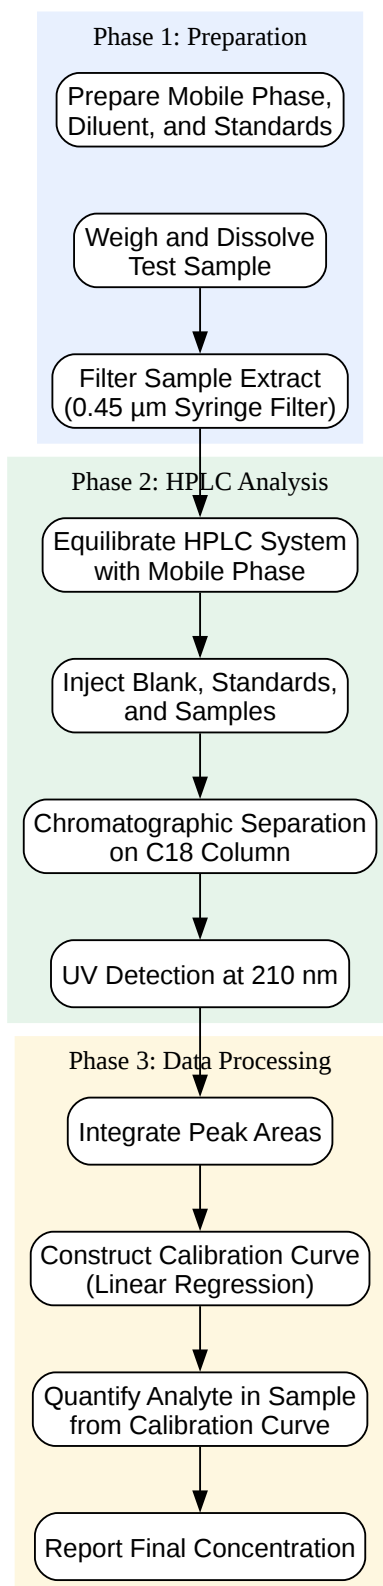 Phase 1: Preparation
Prepare Mobile Phase,
Diluent, and Standards
Weigh and Dissolve
Test Sample
Filter Sample Extract
(0.45 µm Syringe Filter)
Phase 2: HPLC Analysis
Equilibrate HPLC System
with Mobile Phase
Inject Blank, Standards,
and Samples
Chromatographic Separation
on C18 Column
UV Detection at 210 nm
Phase 3: Data Processing
Integrate Peak Areas
Construct Calibration Curve
(Linear Regression)
Quantify Analyte in Sample
from Calibration Curve
Report Final Concentration